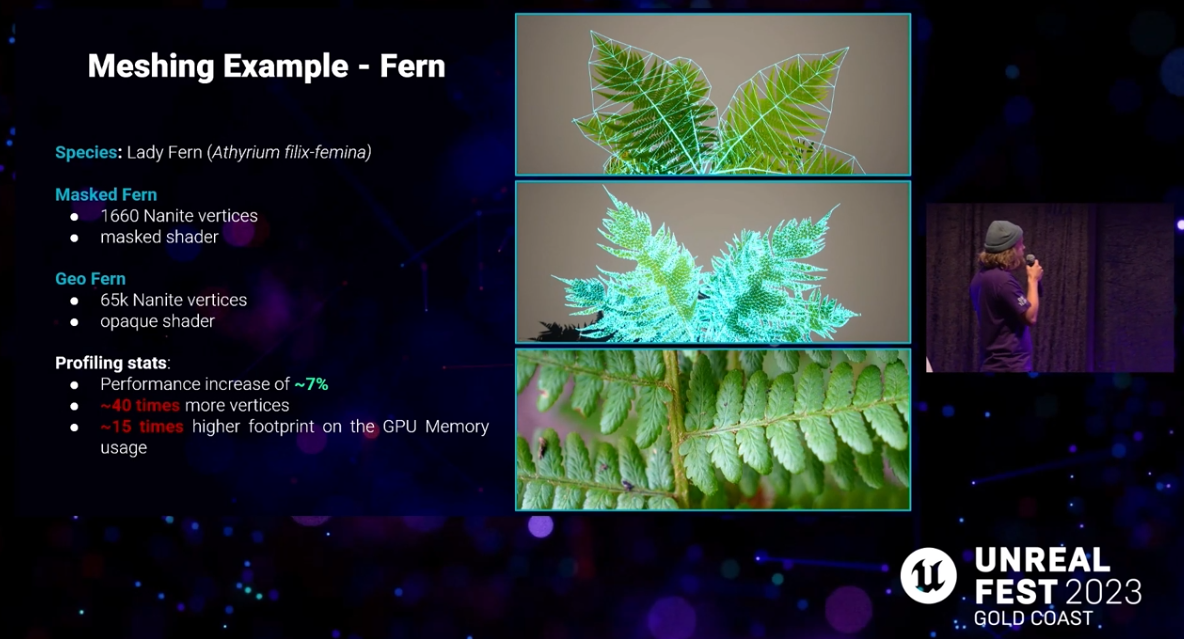 Meshing Example - Fern
Species: Lady Fern (Athyrium filix-femina)
Masked Fern
● 1660 Nanite vertices
● masked shader
Geo Fern
● 65k Nanite vertices
● opaque shader
Profiling stats:
● Performance increase of ~7%
● ~40 times more vertices
● ~15 times higher footprint on the GPU Memory
usage
UNREAL
FEST 2023
GOLD COAST